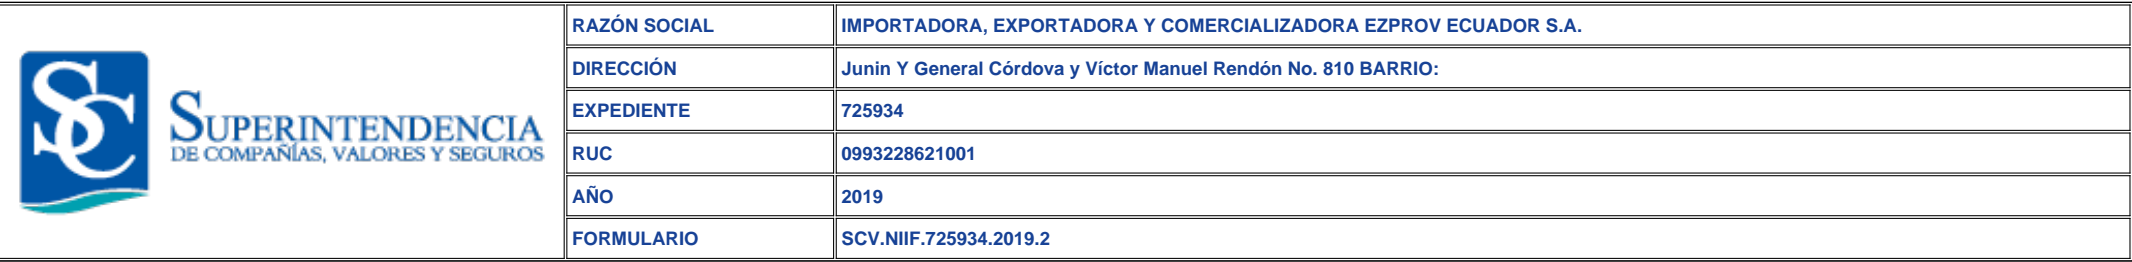 SC
SUPERINTENDENCIA
DE COMPAÑÍAS, VALORES Y SEGUROS
RAZÓN SOCIAL IMPORTADORA, EXPORTADORA Y COMERCIALIZADORA EZPROV ECUADOR S.A.
DIRECCIÓN Junin Y General Córdova y Víctor Manuel Rendón No. 810 BARRIO:
EXPEDIENTE 725934
RUC 0993228621001
AÑO 2019
FORMULARIO SCV.NIIF.725934.2019.2